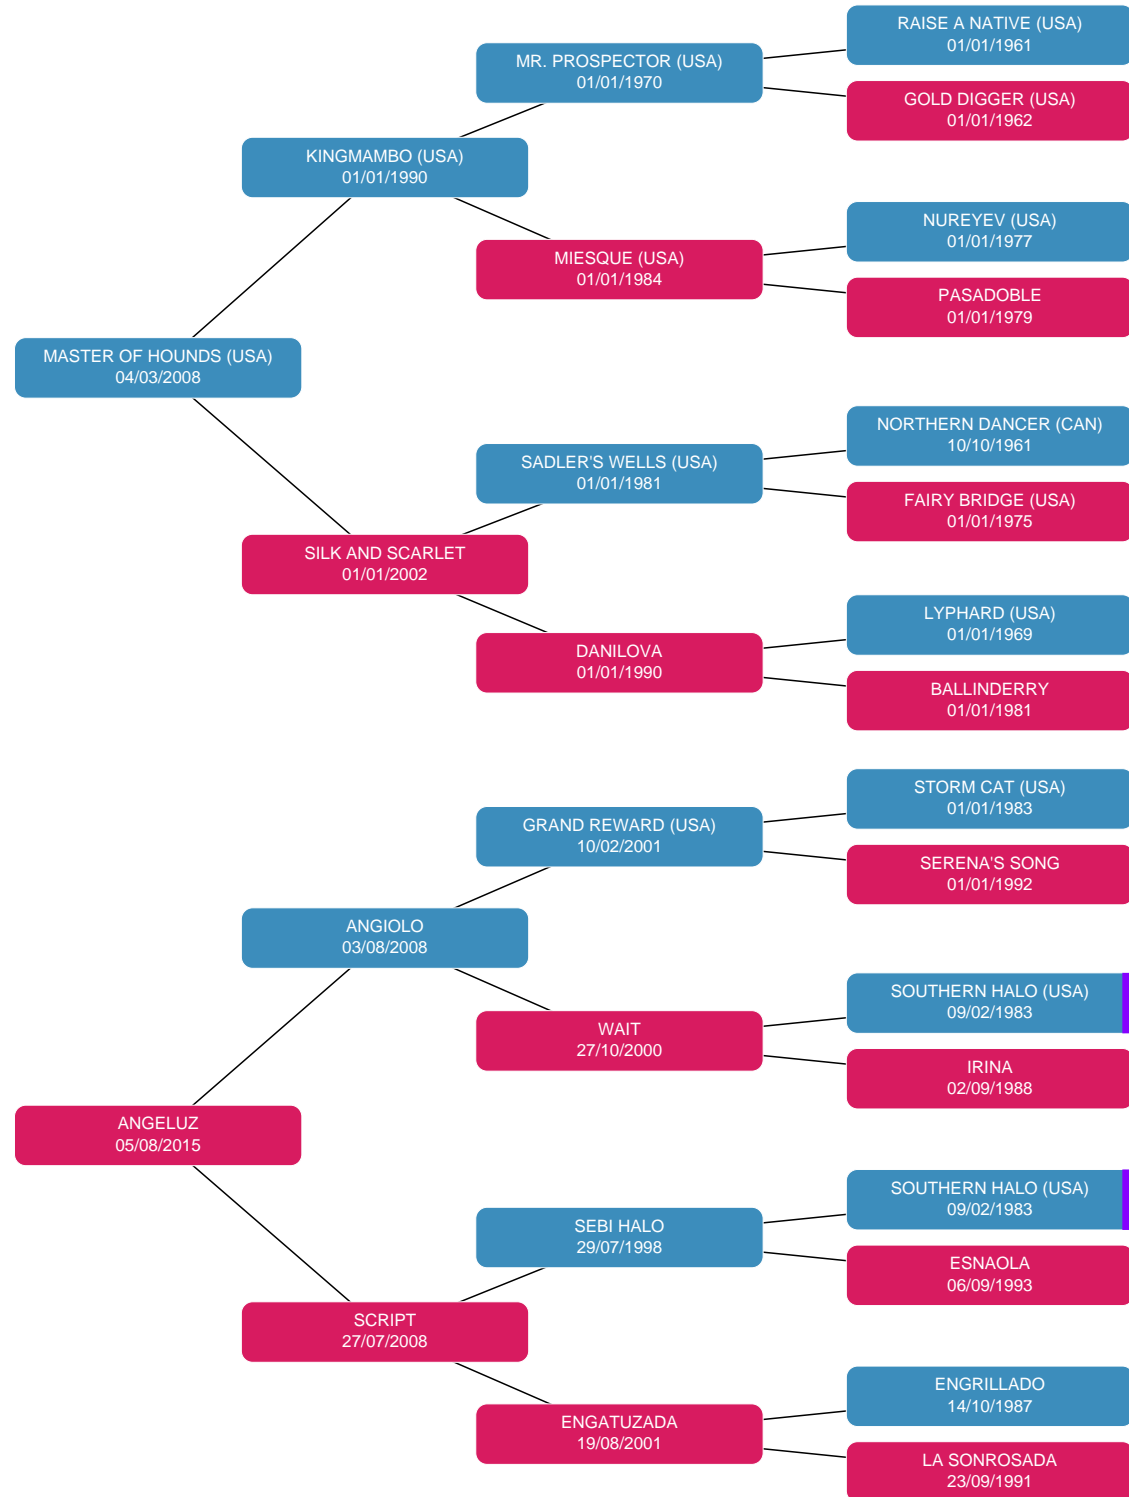 RAISE A NATIVE (USA)
01/01/1961
MR. PROSPECTOR (USA)
01/01/1970
GOLD DIGGER (USA)
01/01/1962
KINGMAMBO (USA)
01/01/1990
NUREYEV (USA)
01/01/1977
MIESQUE (USA)
01/01/1984
PASADOBLE
01/01/1979
MASTER OF HOUNDS (USA)
04/03/2008
NORTHERN DANCER (CAN)
10/10/1961
SADLER'S WELLS (USA)
01/01/1981
FAIRY BRIDGE (USA)
01/01/1975
SILK AND SCARLET
01/01/2002
LYPHARD (USA)
01/01/1969
DANILOVA
01/01/1990
BALLINDERRY
01/01/1981
STORM CAT (USA)
01/01/1983
GRAND REWARD (USA)
10/02/2001
SERENA'S SONG
01/01/1992
ANGIOLO
03/08/2008
SOUTHERN HALO (USA)
09/02/1983
WAIT
27/10/2000
IRINA
02/09/1988
ANGELUZ
05/08/2015
SOUTHERN HALO (USA)
09/02/1983
SEBI HALO
29/07/1998
ESNAOLA
06/09/1993
SCRIPT
27/07/2008
ENGRILLADO
14/10/1987
ENGATUZADA
19/08/2001
LA SONROSADA
23/09/1991